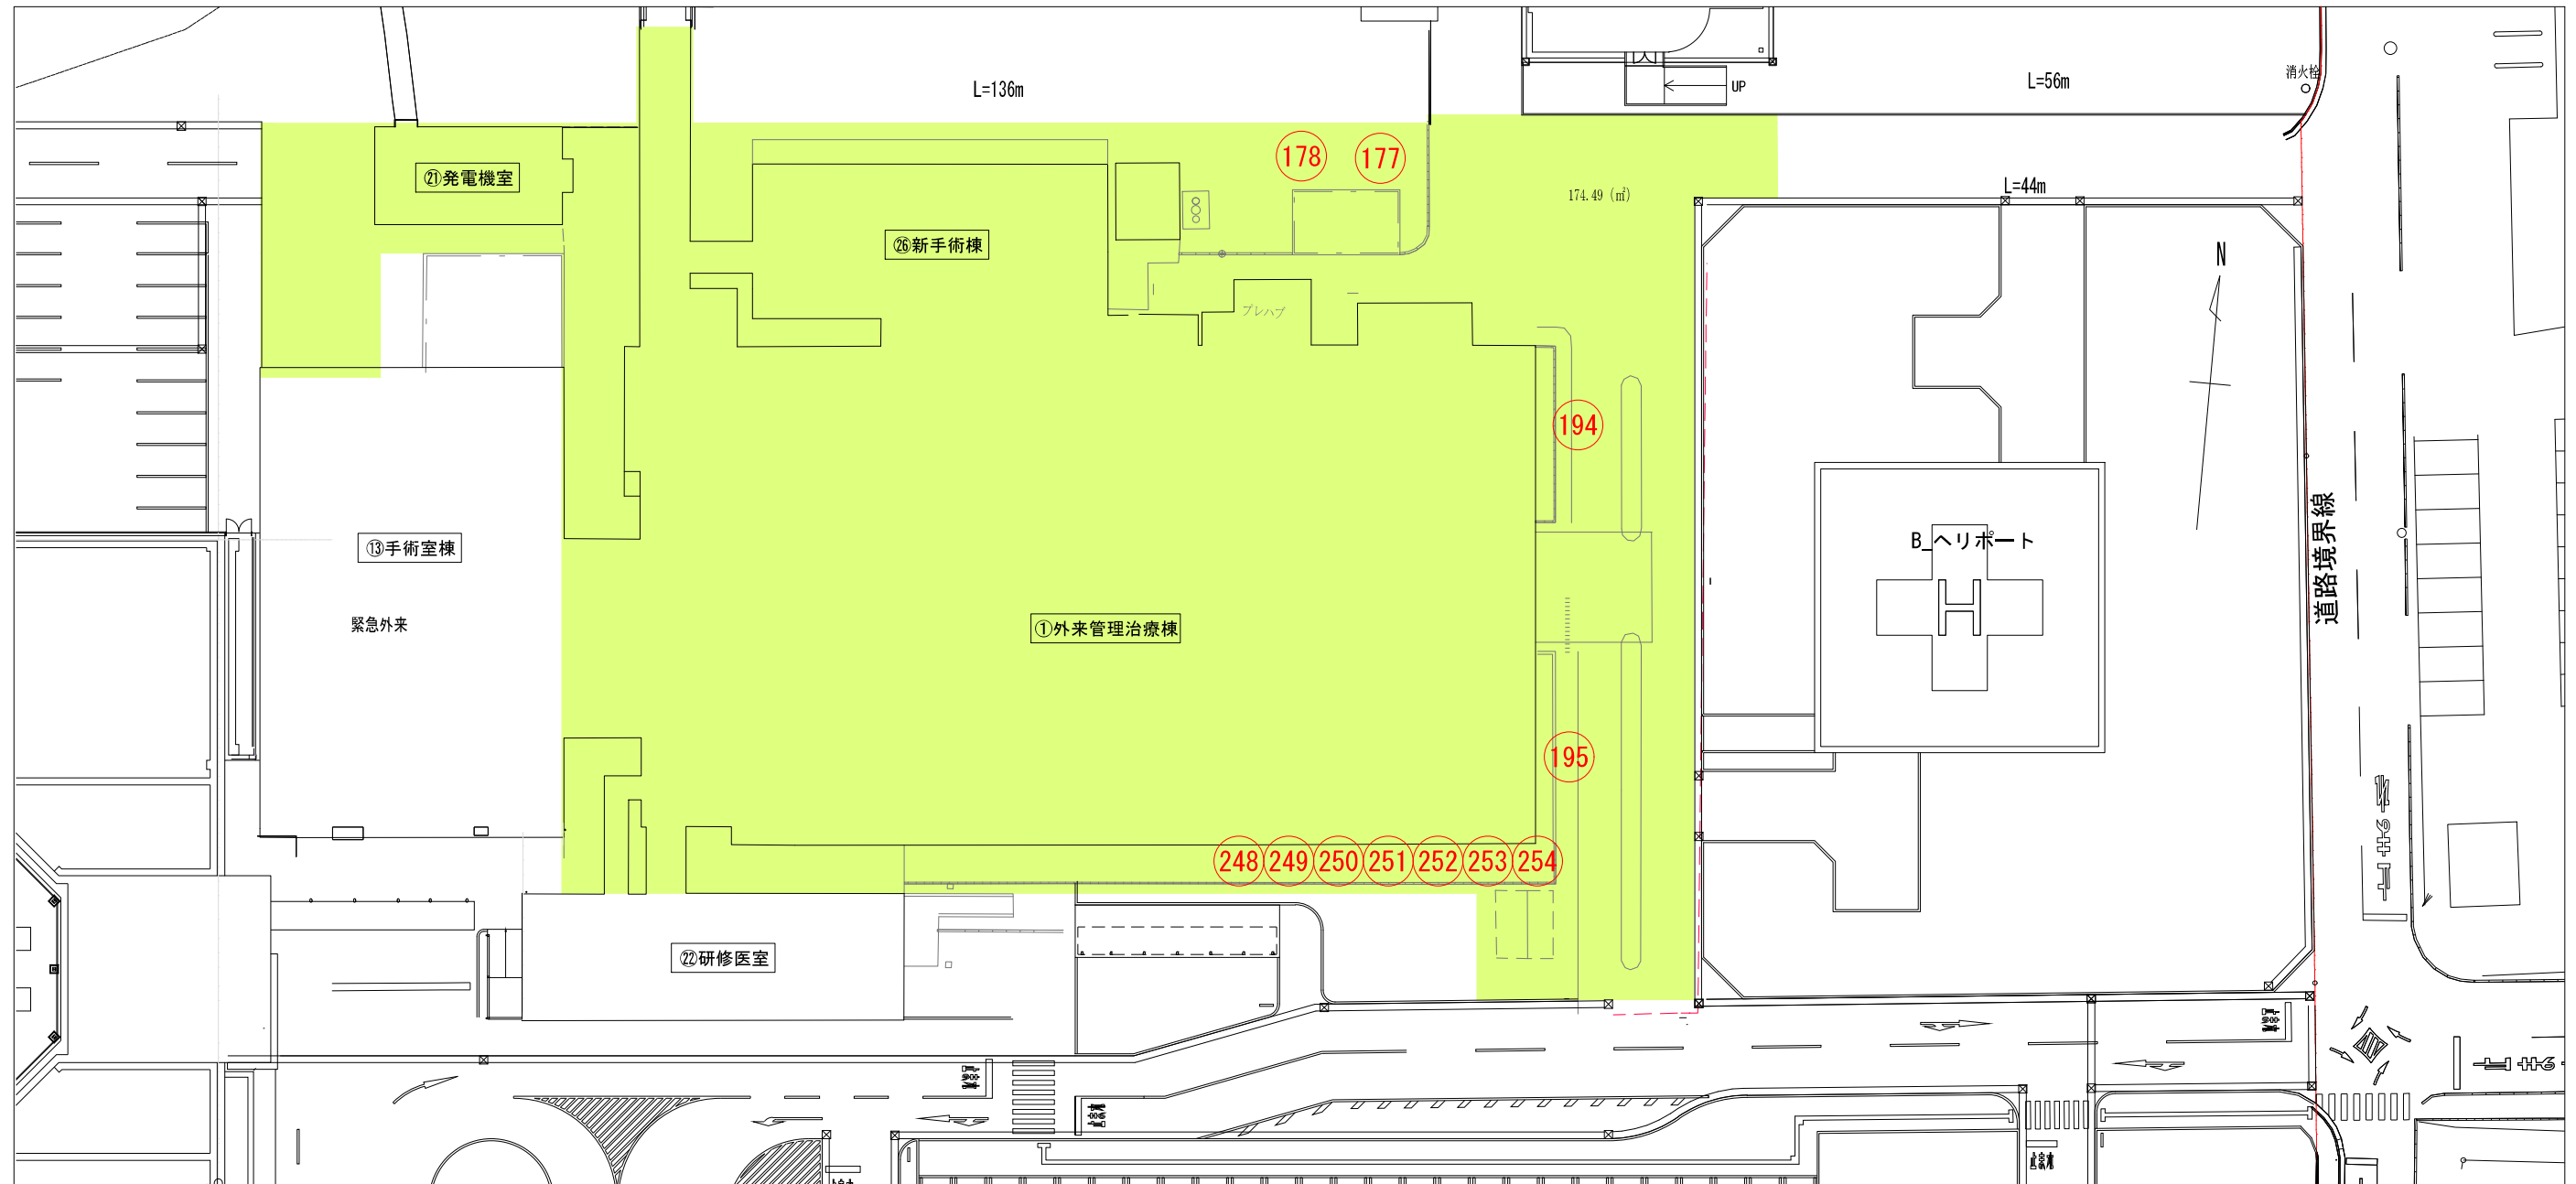 L=136m
UP
L=56m
消火栓
178
177
㉑発電機室
174.49 (㎡)
L=44m
㉖新手術棟
N
プレハブ
194
⑬手術室棟
B_ヘリポート
H
道路境界線
緊急外来
①外来管理治療棟
195
248
249
250
251
252
253
254
㉒研修医室